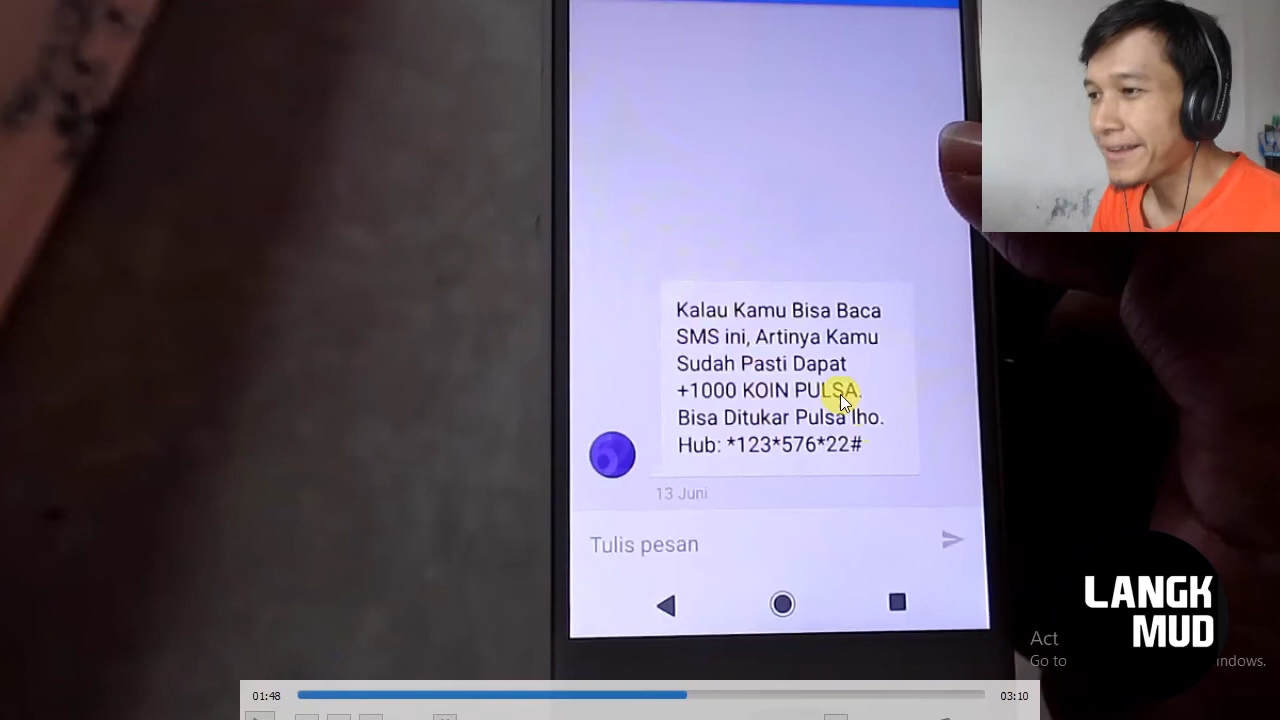 Kalau Kamu Bisa Baca
SMS ini, Artinya Kamu
Sudah Pasti Dapat
+1000 KOIN PULSA.
Bisa Ditukar Pulsa lho.
Hub: *123*576*22#
13 Juni
Tulis pesan
LANGK
MUD
Act
Go to
indows.
01:48
03:10